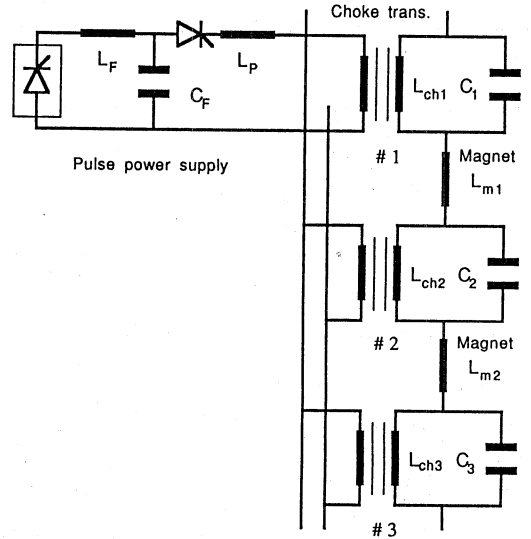 Choke trans.
L_F
C_F
L_P
L_ch1
C_1
Pulse power supply
# 1
Magnet
L_m1
L_ch2
C_2
# 2
Magnet
L_m2
L_ch3
C_3
# 3